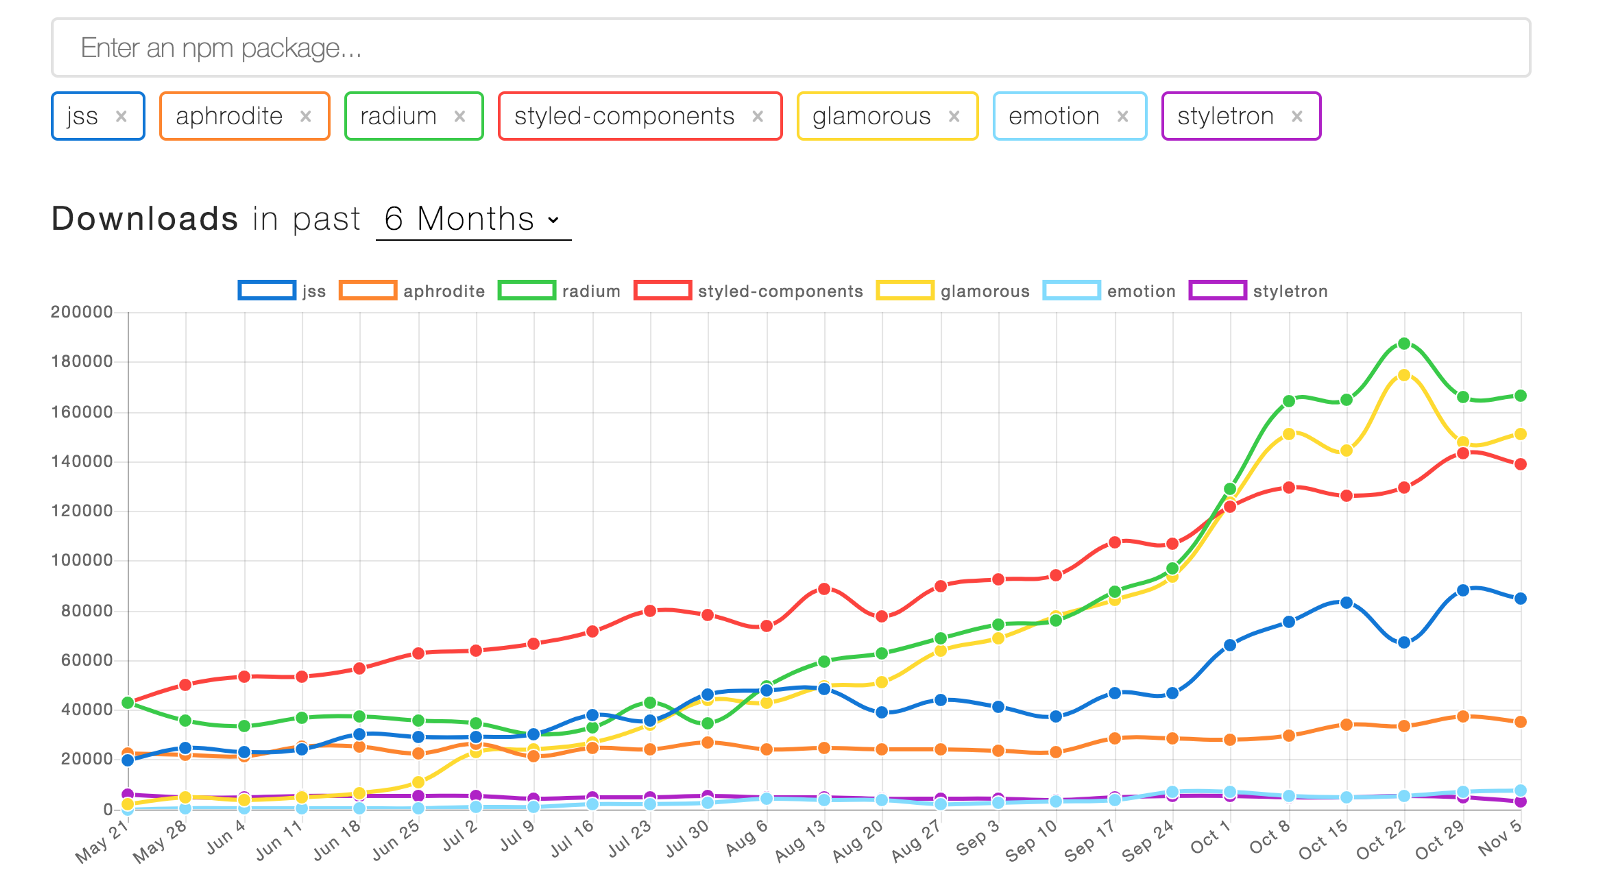 Enter an npm package...
jss × aphrodite × radium × styled-components × glamorous × emotion × styletron ×
Downloads in past 6 Months
jss aphrodite radium styled-components glamorous emotion styletron
200000
180000
160000
140000
120000
100000
80000
60000
40000
20000
0
May 21 May 28 Jun 4 Jun 11 Jun 18 Jun 25 Jul 2 Jul 9 Jul 16 Jul 23 Jul 30 Aug 6 Aug 13 Aug 20 Aug 27 Sep 3 Sep 10 Sep 17 Sep 24 Oct 1 Oct 8 Oct 15 Oct 22 Oct 29 Nov 5